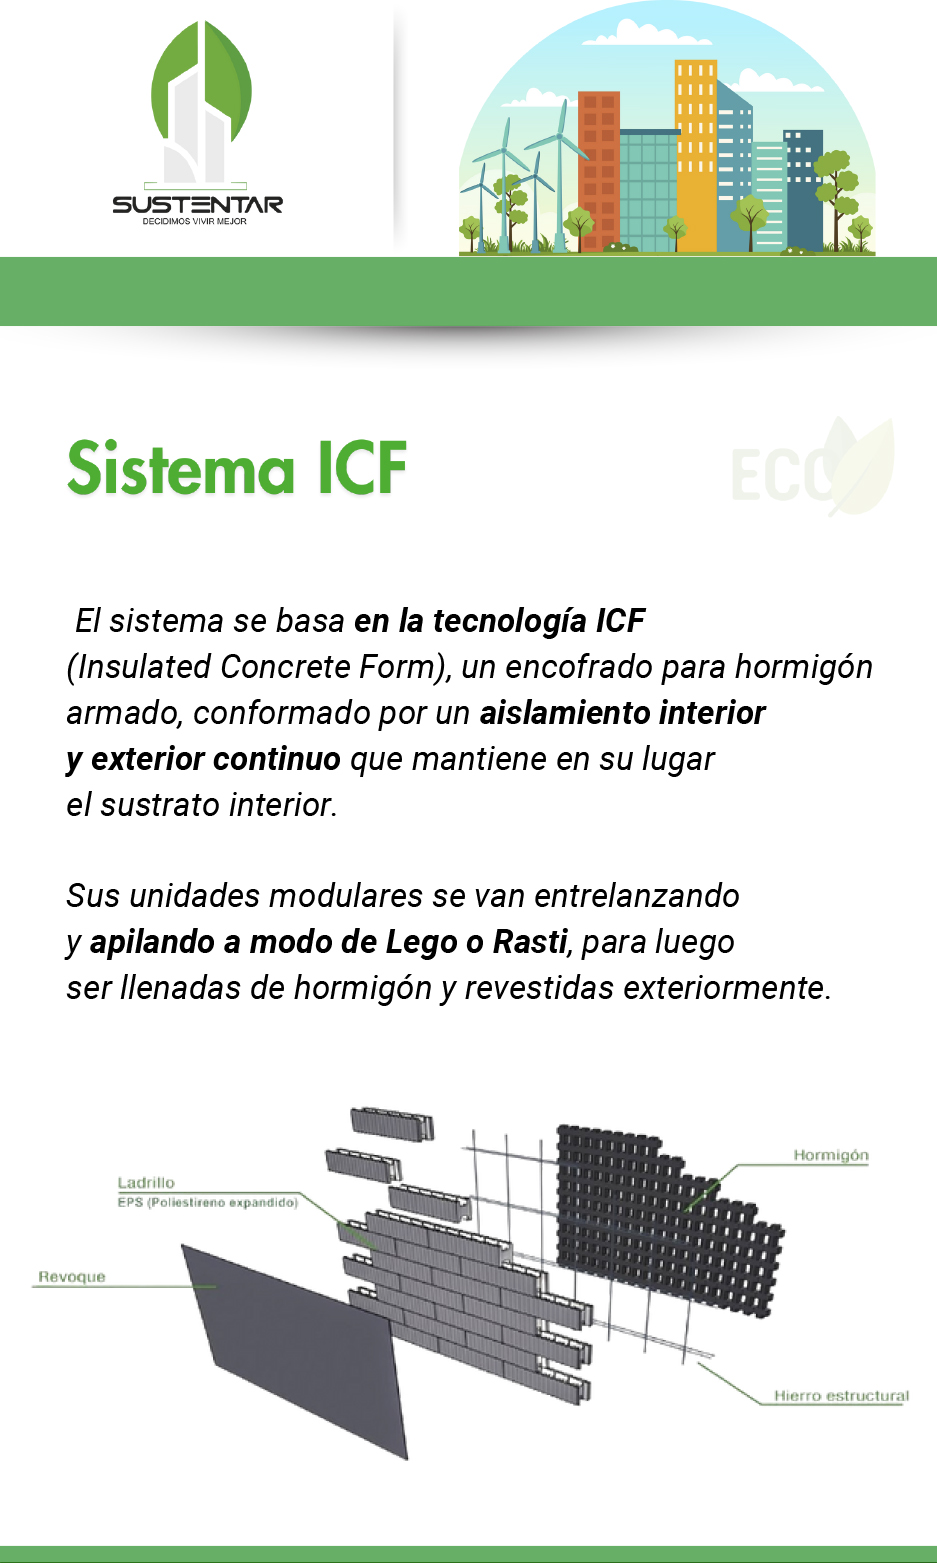 SUSTENTAR
DECIDIMOS VIVIR MEJOR
Sistema ICF
ECO
El sistema se basa en la tecnología ICF
(Insulated Concrete Form), un encofrado para hormigón
armado, conformado por un aislamiento interior
y exterior continuo que mantiene en su lugar
el sustrato interior.
Sus unidades modulares se van entrelanzando
y apilando a modo de Lego o Rasti, para luego
ser llenadas de hormigón y revestidas exteriormente.
Hormigón
Ladrillo
EPS (Poliestireno expandido)
Revoque
Hierro estructural